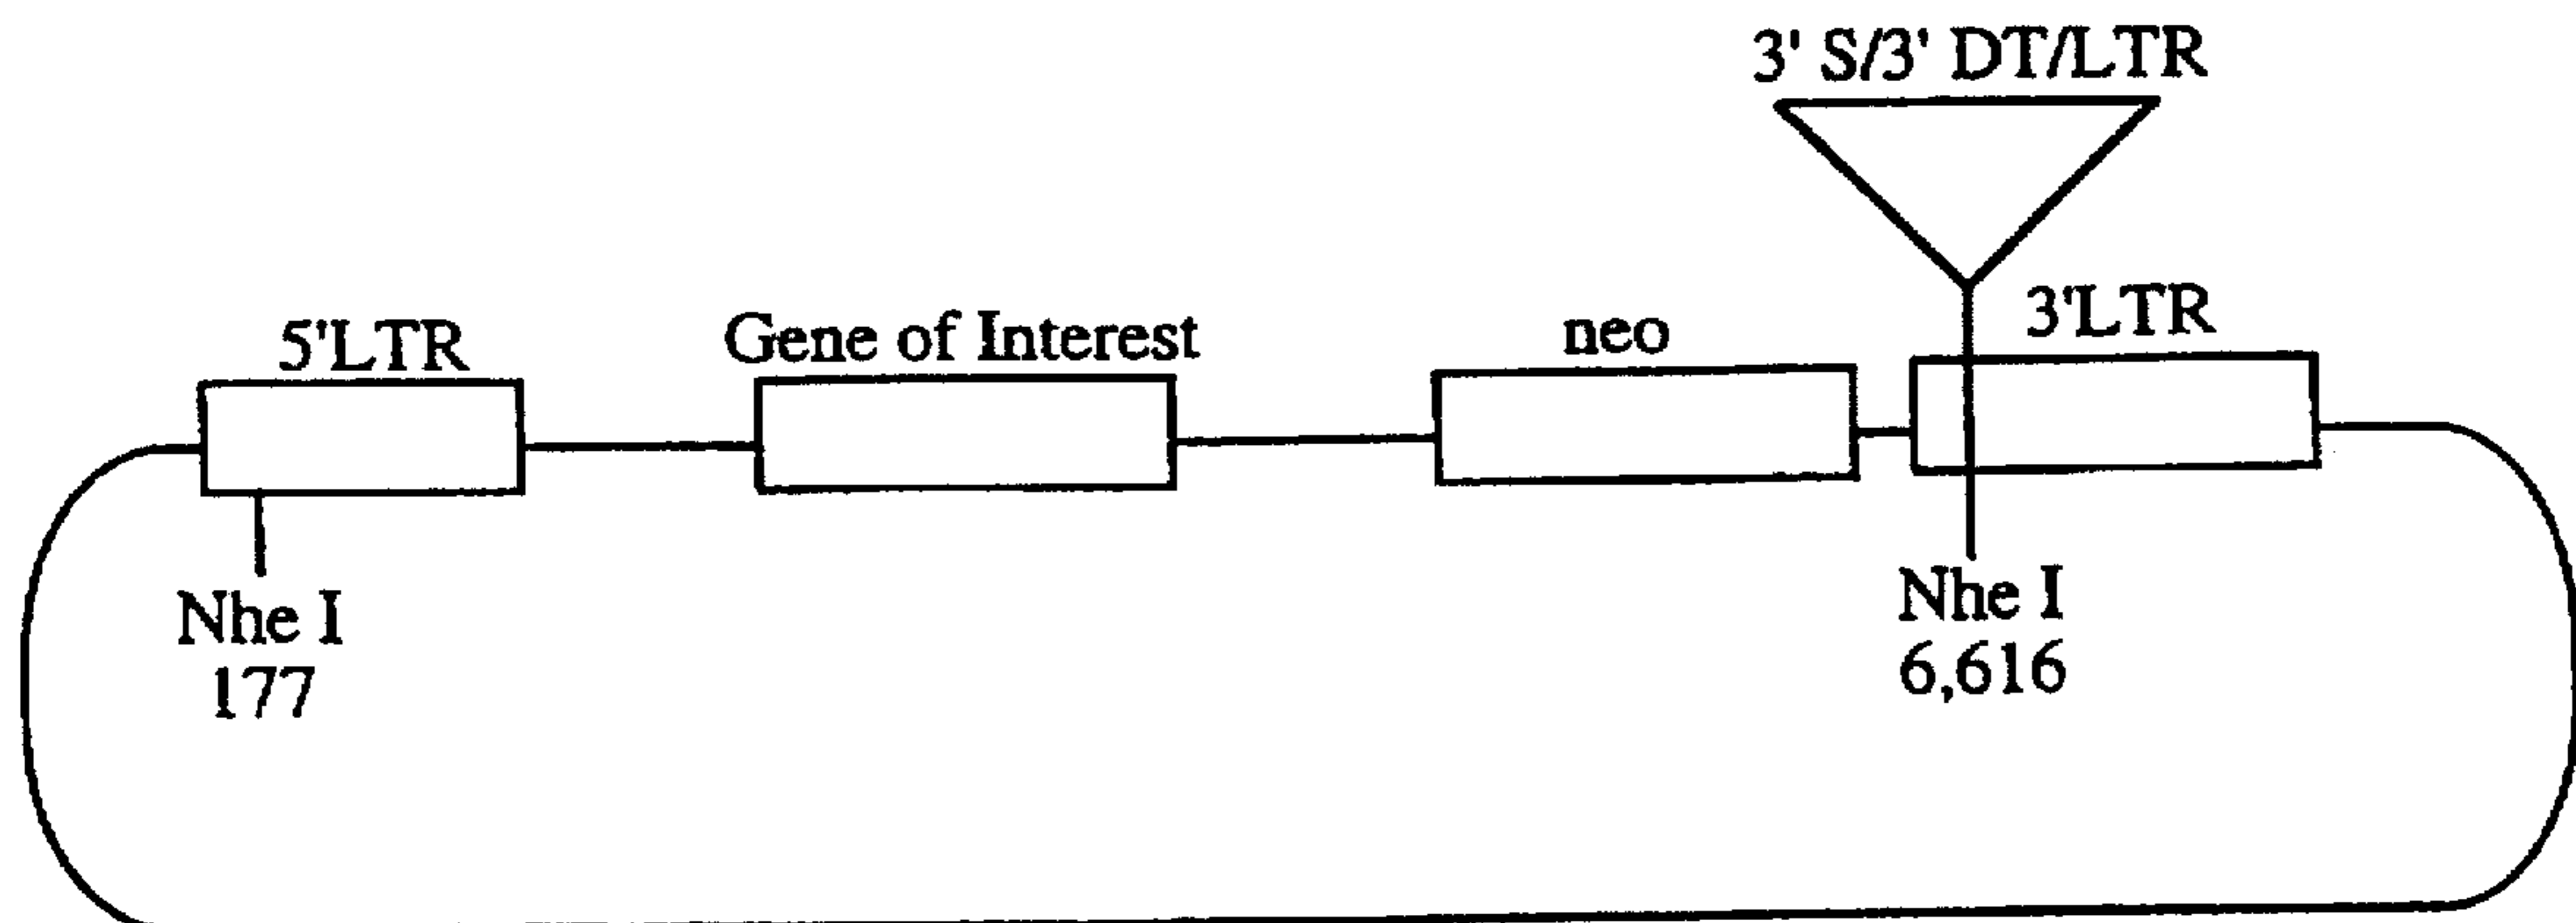 3' S/3' DT/LTR
5'LTR
Gene of Interest
neo
3'LTR
Nhe I
177
Nhe I
6,616